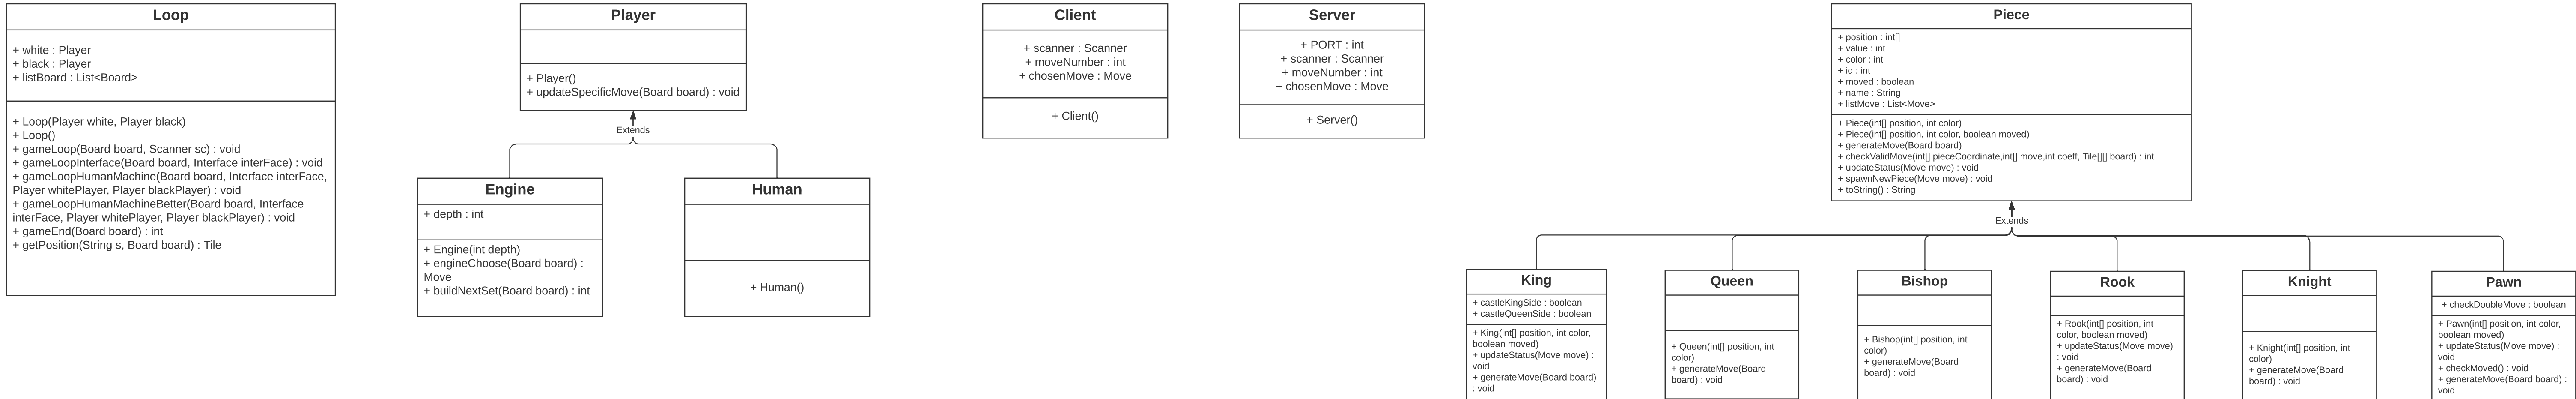 Loop
+ white : Player
+ black : Player
+ listBoard : List<Board>
+ Loop(Player white, Player black)
+ Loop()
+ gameLoop(Board board, Scanner sc) : void
+ gameLoopInterface(Board board, Interface interFace) : void
+ gameLoopHumanMachine(Board board, Interface interFace,
Player whitePlayer, Player blackPlayer) : void
+ gameLoopHumanMachineBetter(Board board, Interface
interFace, Player whitePlayer, Player blackPlayer) : void
+ gameEnd(Board board) : int
+ getPosition(String s, Board board) : Tile
Player
+ Player()
+ updateSpecificMove(Board board) : void
Extends
Engine
+ depth : int
+ Engine(int depth)
+ engineChoose(Board board) :
Move
+ buildNextSet(Board board) : int
Human
+ Human()
Client
+ scanner : Scanner
+ moveNumber : int
+ chosenMove : Move
+ Client()
Server
+ PORT : int
+ scanner : Scanner
+ moveNumber : int
+ chosenMove : Move
+ Server()
Piece
+ position : int[]
+ value : int
+ color : int
+ id : int
+ moved : boolean
+ name : String
+ listMove : List<Move>
+ Piece(int[] position, int color)
+ Piece(int[] position, int color, boolean moved)
+ generateMove(Board board)
+ checkValidMove(int[] pieceCoordinate,int[] move,int coeff, Tile[][] board) : int
+ updateStatus(Move move) : void
+ spawnNewPiece(Move move) : void
+ toString() : String
Extends
King
+ castleKingSide : boolean
+ castleQueenSide : boolean
+ King(int[] position, int color,
boolean moved)
+ updateStatus(Move move) :
void
+ generateMove(Board board)
: void
Queen
+ Queen(int[] position, int
color)
+ generateMove(Board
board) : void
Bishop
+ Bishop(int[] position, int
color)
+ generateMove(Board
board) : void
Rook
+ Rook(int[] position, int
color, boolean moved)
+ updateStatus(Move move)
: void
+ generateMove(Board
board) : void
Knight
+ Knight(int[] position, int
color)
+ generateMove(Board
board) : void
Pawn
+ checkDoubleMove : boolean
+ Pawn(int[] position, int color,
boolean moved)
+ updateStatus(Move move) :
void
+ checkMoved() : void
+ generateMove(Board board) :
void